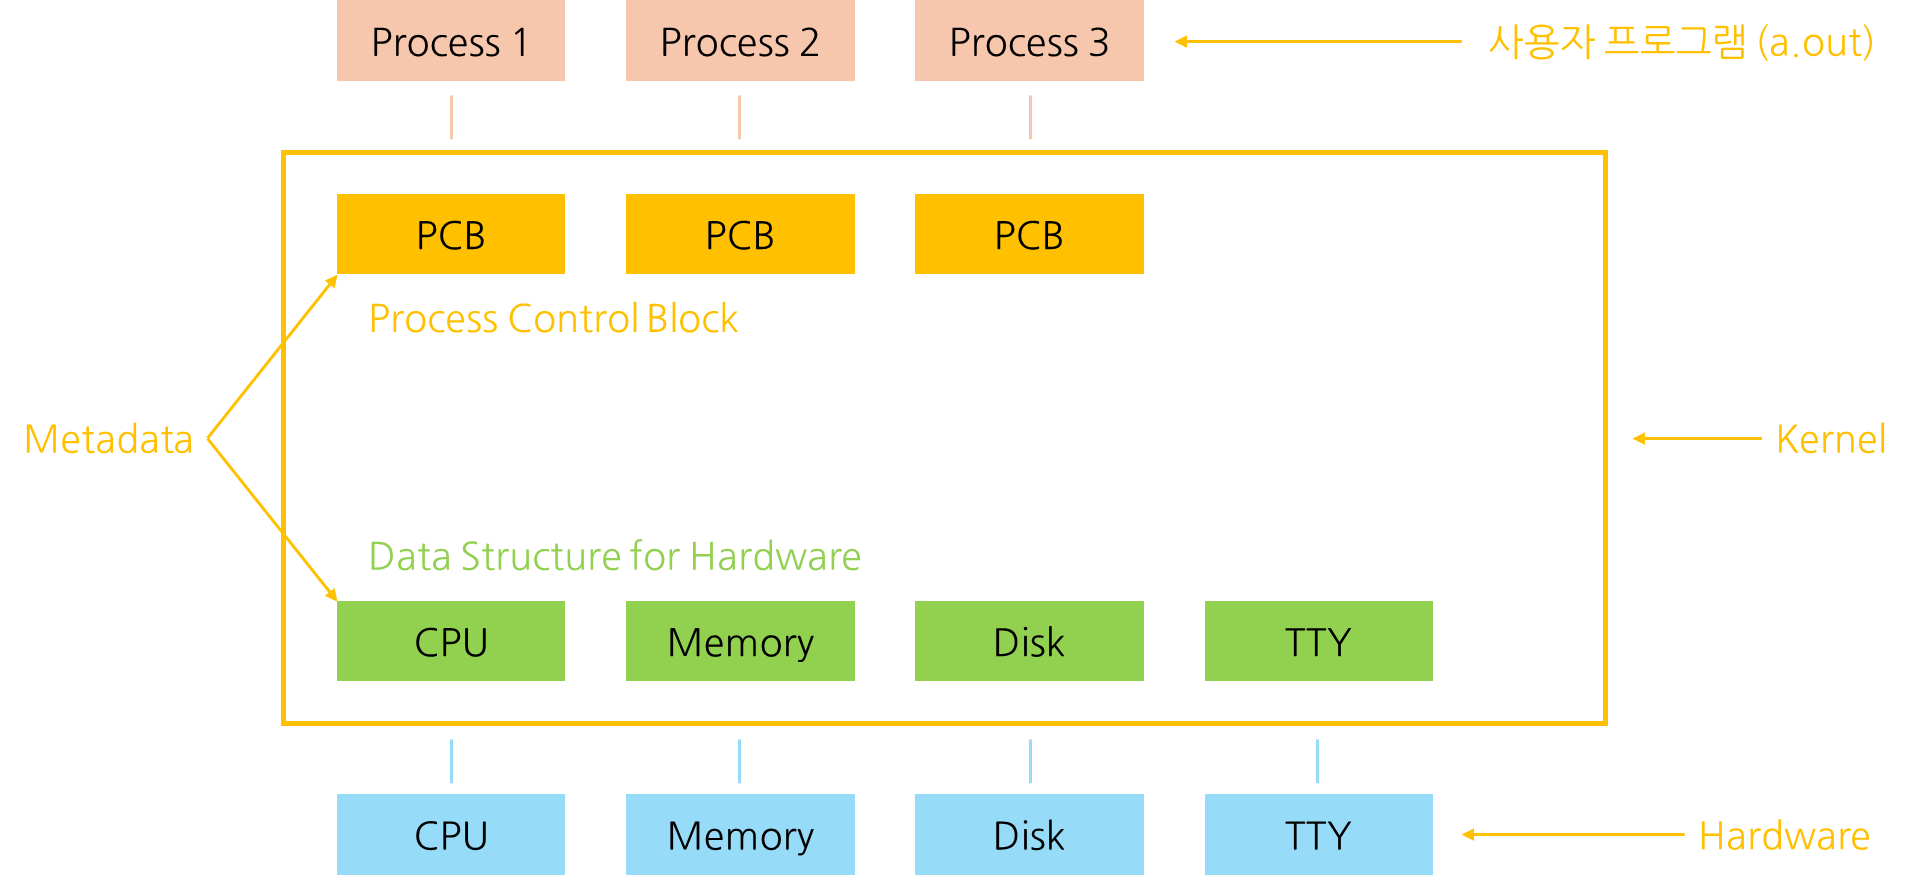 Process 1
Process 2
Process 3
사용자 프로그램 (a.out)
PCB
PCB
PCB
Process Control Block
Metadata
Kernel
Data Structure for Hardware
CPU
Memory
Disk
TTY
CPU
Memory
Disk
TTY
Hardware